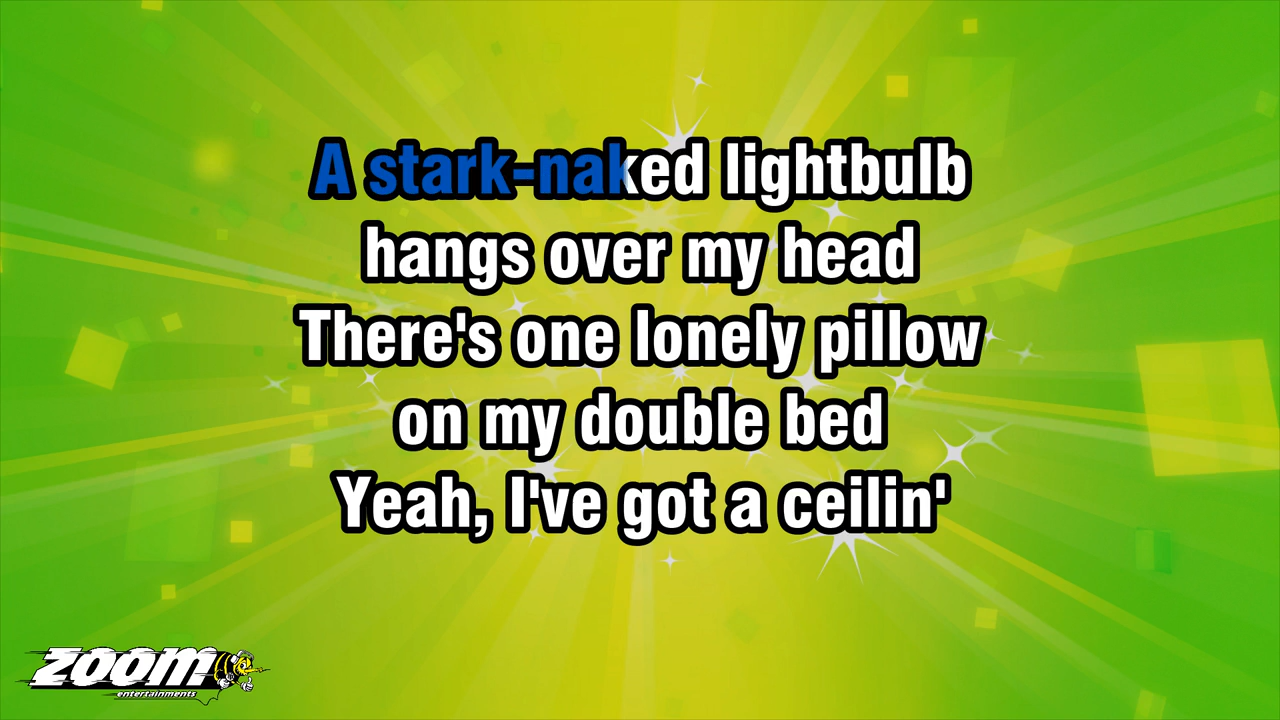 A stark-naked lightbulb
hangs over my head
There's one lonely pillow
on my double bed
Yeah, I've got a ceilin'
zoom
entertainments